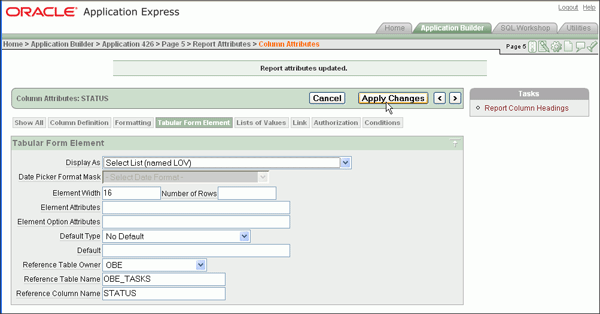 ORACLE Application Express
Logout Help
Home Application Builder SQL Workshop Utilities
Home > Application Builder > Application 426 > Page 5 > Report Attributes > Column Attributes
Page 5
Report attributes updated.
Column Attributes: STATUS
Cancel Apply Changes < >
Tasks
Report Column Headings
Show All Column Definition Formatting Tabular Form Element Lists of Values Link Authorization Conditions
Tabular Form Element
Display As Select List (named LOV)
Date Picker Format Mask - Select Date Format -
Element Width 16 Number of Rows
Element Attributes
Element Option Attributes
Default Type No Default
Default
Reference Table Owner OBE
Reference Table Name OBE_TASKS
Reference Column Name STATUS